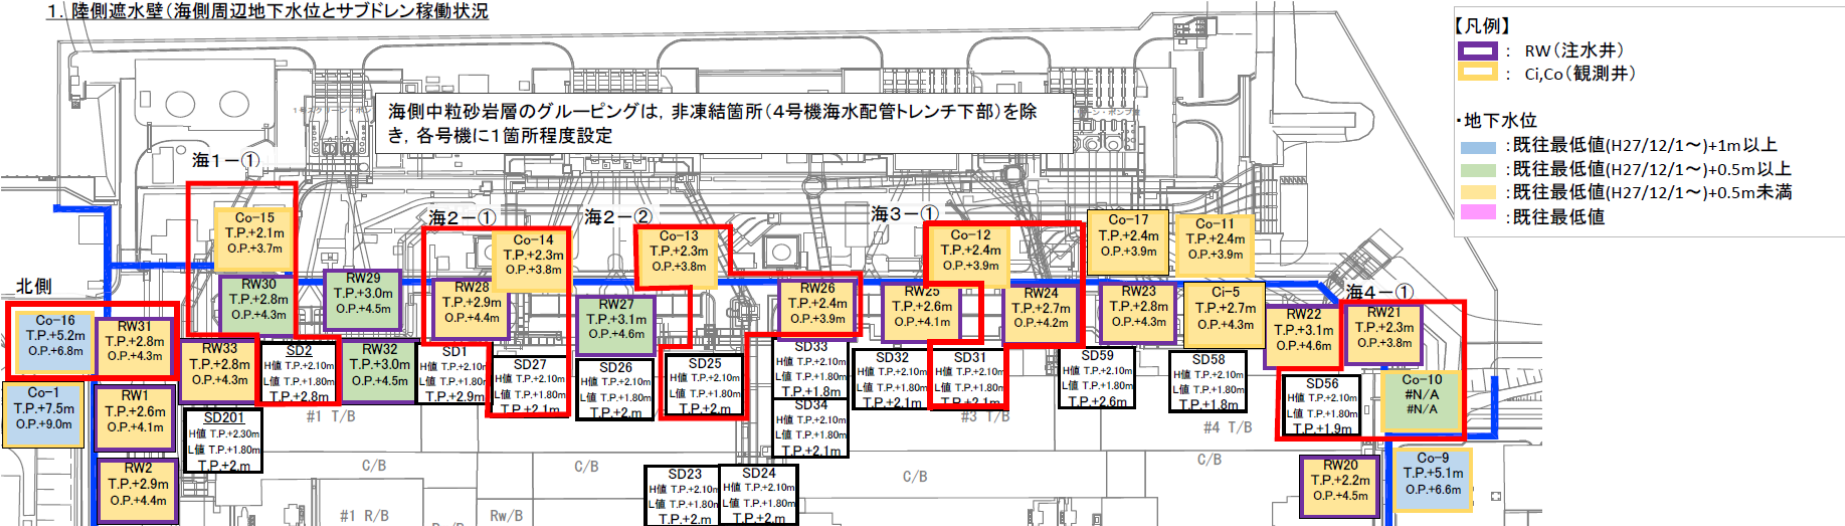 1. 陸側遮水壁(海側周辺地下水位とサブドレン稼働状況
【凡例】
: RW(注水井)
: Ci,Co(観測井)
・地下水位
:既往最低値(H27/12/1~)+1m以上
:既往最低値(H27/12/1~)+0.5m以上
:既往最低値(H27/12/1~)+0.5m未満
:既往最低値
海側中粒砂岩層のグルーピングは,非凍結箇所(4号機海水配管トレンチ下部)を除
き,各号機に1箇所程度設定
海1-①
海2-①
海2-②
海3-①
海4-①
北側
Co-15
T.P.+2.1m
O.P.+3.7m
Co-14
T.P.+2.3m
O.P.+3.8m
Co-13
T.P.+2.3m
O.P.+3.8m
Co-12
T.P.+2.4m
O.P.+3.9m
Co-17
T.P.+2.4m
O.P.+3.9m
Co-11
T.P.+2.4m
O.P.+3.9m
RW30
T.P.+2.8m
O.P.+4.3m
RW29
T.P.+3.0m
O.P.+4.5m
RW28
T.P.+2.9m
O.P.+4.4m
RW27
T.P.+3.1m
O.P.+4.6m
RW26
T.P.+2.4m
O.P.+3.9m
RW25
T.P.+2.6m
O.P.+4.1m
RW24
T.P.+2.7m
O.P.+4.2m
RW23
T.P.+2.8m
O.P.+4.3m
Ci-5
T.P.+2.7m
O.P.+4.3m
RW22
T.P.+3.1m
O.P.+4.6m
RW21
T.P.+2.3m
O.P.+3.8m
Co-16
T.P.+5.2m
O.P.+6.8m
RW31
T.P.+2.8m
O.P.+4.3m
RW33
T.P.+2.8m
O.P.+4.3m
SD2
H値 T.P.+2.10m
L値 T.P.+1.80m
T.P.+2.8m
RW32
T.P.+3.0m
O.P.+4.5m
SD1
H値 T.P.+2.10m
L値 T.P.+1.80m
T.P.+2.9m
SD27
H値 T.P.+2.10m
L値 T.P.+1.80m
T.P.+2.1m
SD26
H値 T.P.+2.10m
L値 T.P.+1.80m
T.P.+2.m
SD25
H値 T.P.+2.10m
L値 T.P.+1.80m
T.P.+2.m
SD33
H値 T.P.+2.10m
L値 T.P.+1.80m
T.P.+1.8m
SD32
H値 T.P.+2.10m
L値 T.P.+1.80m
T.P.+2.1m
SD31
H値 T.P.+2.10m
L値 T.P.+1.80m
T.P.+2.1m
SD59
H値 T.P.+2.10m
L値 T.P.+1.80m
T.P.+2.6m
SD58
H値 T.P.+2.10m
L値 T.P.+1.80m
T.P.+1.8m
SD56
H値 T.P.+2.10m
L値 T.P.+1.80m
T.P.+1.9m
Co-10
#N/A
#N/A
Co-1
T.P.+7.5m
O.P.+9.0m
RW1
T.P.+2.6m
O.P.+4.1m
SD201
H値 T.P.+2.30m
L値 T.P.+1.80m
T.P.+2.m
SD34
H値 T.P.+2.10m
L値 T.P.+1.80m
T.P.+2.1m
#1 T/B
#3 T/B
#4 T/B
RW2
T.P.+2.9m
O.P.+4.4m
C/B
C/B
C/B
C/B
SD23
H値 T.P.+2.10m
L値 T.P.+1.80m
T.P.+2.m
SD24
H値 T.P.+2.10m
L値 T.P.+1.80m
T.P.+2.m
RW20
T.P.+2.2m
O.P.+4.5m
Co-9
T.P.+5.1m
O.P.+6.6m
#1 R/B
Rw/B